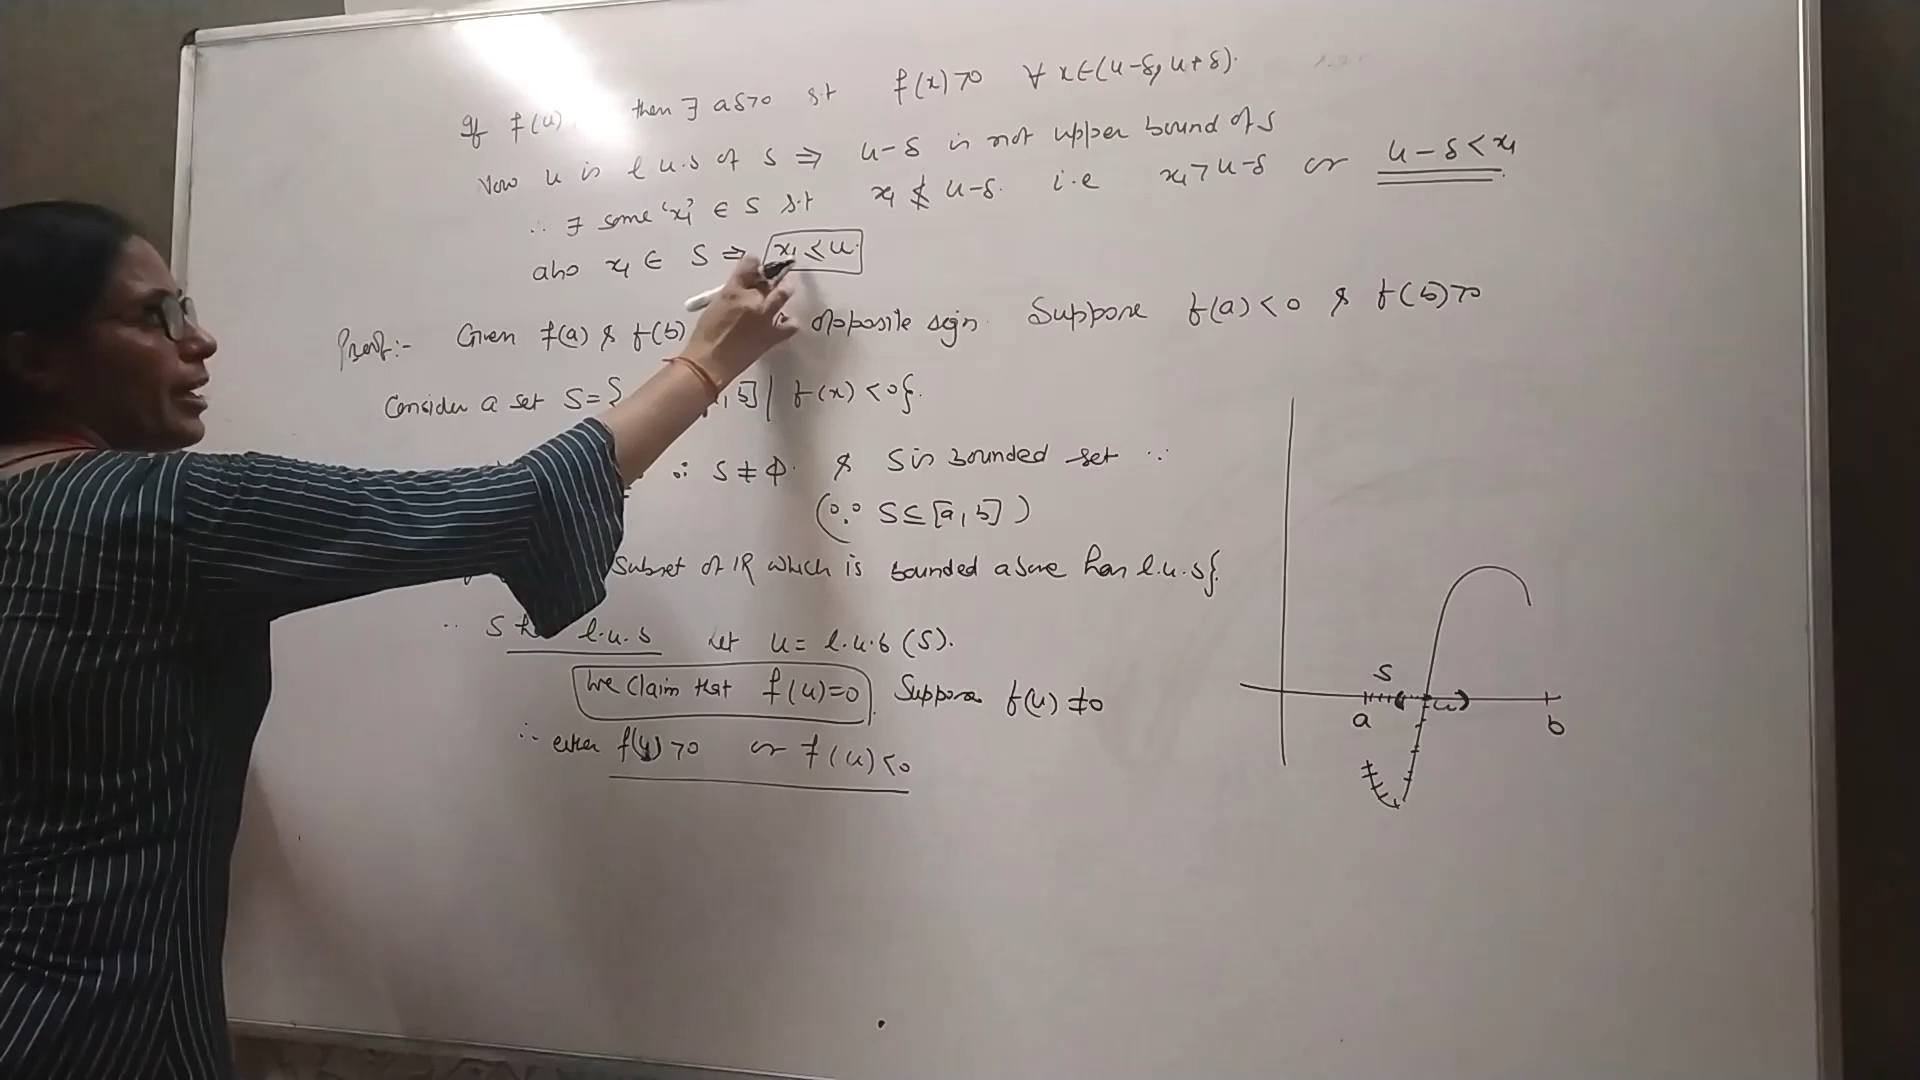 If f(u) then ∃ a δ>0 s.t f(x)>0 ∀ x∈(u-δ, u+δ).
Now u is l.u.b of S ⇒ u-δ is not upper bound of S
∴ ∃ some 'x₁' ∈ S s.t x₁ ≰ u-δ. i.e x₁>u-δ or u-δ<x₁
also x₁ ∈ S ⇒ x₁≤u.
Proof:- Given f(a) & f(b) opposite sign. Suppose f(a)<0 & f(b)>0
Consider a set S={ , b] | f(x)<0}.
∴ S≠Φ. & S is bounded set ∵
(∵ S⊆[a,b])
subset of IR which is bounded above has l.u.b}.
∴ S l.u.b Let u= l.u.b (S).
We claim that f(u)=0. Suppose f(u)≠0
∴ either f(u)>0 or f(u)<0
S
a u b